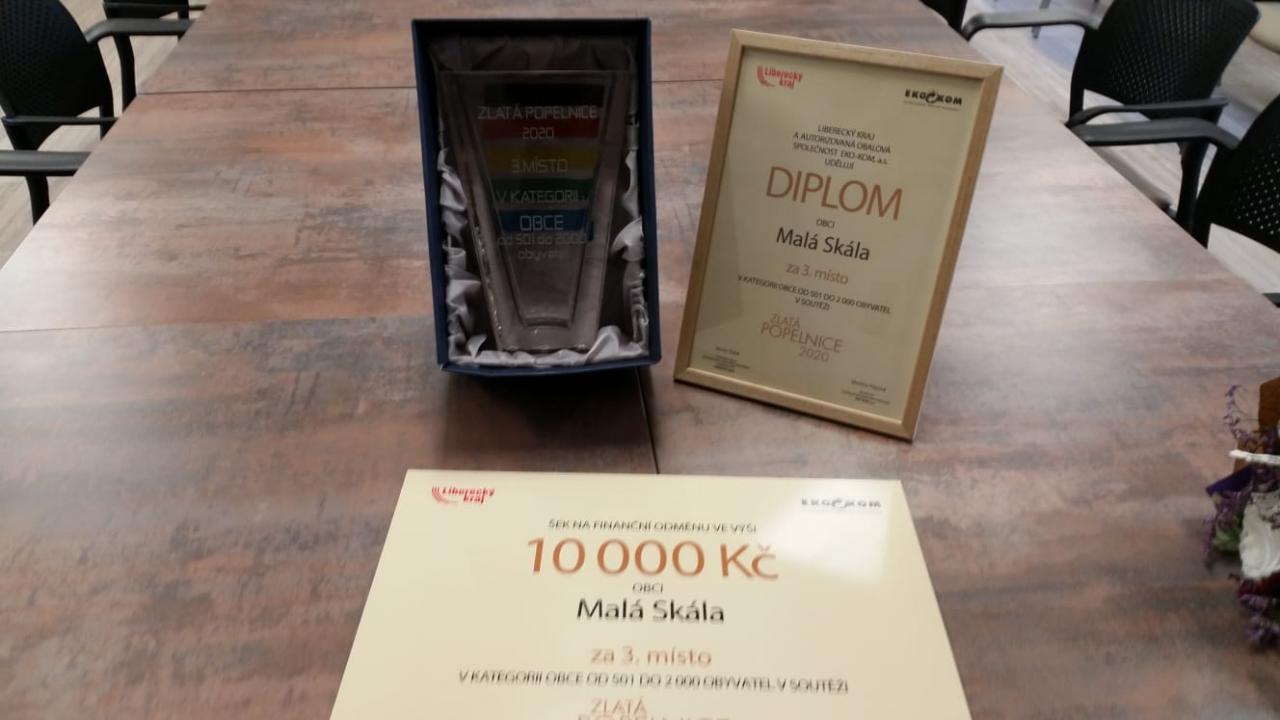 ZLATÁ POPELNICE
2020
3.MÍSTO
V KATEGORII
OBCE
od 501 do 2000
obyvatel
Liberecký
kraj
EKO-KOM
LIBERECKÝ KRAJ
A AUTORIZOVANÁ OBALOVÁ
SPOLEČNOST EKO-KOM, a.s.
UDĚLUJÍ
DIPLOM
OBCI
Malá Skála
za 3. místo
V KATEGORII OBCE OD 501 DO 2 000 OBYVATEL
V SOUTĚŽI
ZLATÁ
POPELNICE
2020
Liberecký
kraj
EKO-KOM
ŠEK NA FINANČNÍ ODMĚNU VE VÝŠI
10 000 Kč
OBCI
Malá Skála
za 3. místo
V KATEGORII OBCE OD 501 DO 2 000 OBYVATEL V SOUTĚŽI
ZLATÁ